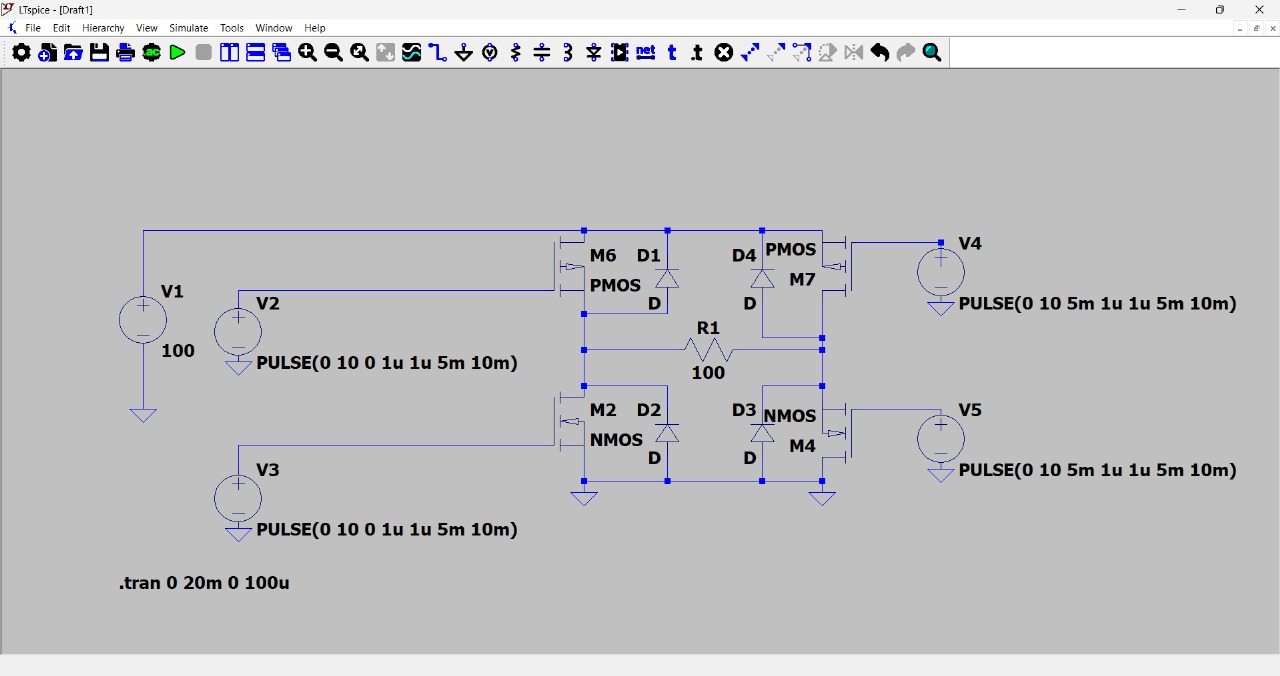 LTspice - [Draft1]
File Edit Hierarchy View Simulate Tools Window Help
ac
net
t
.t
V1
100
V2
PULSE(0 10 0 1u 1u 5m 10m)
V3
PULSE(0 10 0 1u 1u 5m 10m)
M6
PMOS
D1
D
D4
D
PMOS
M7
V4
PULSE(0 10 5m 1u 1u 5m 10m)
R1
100
M2
NMOS
D2
D
D3
D
NMOS
M4
V5
PULSE(0 10 5m 1u 1u 5m 10m)
.tran 0 20m 0 100u